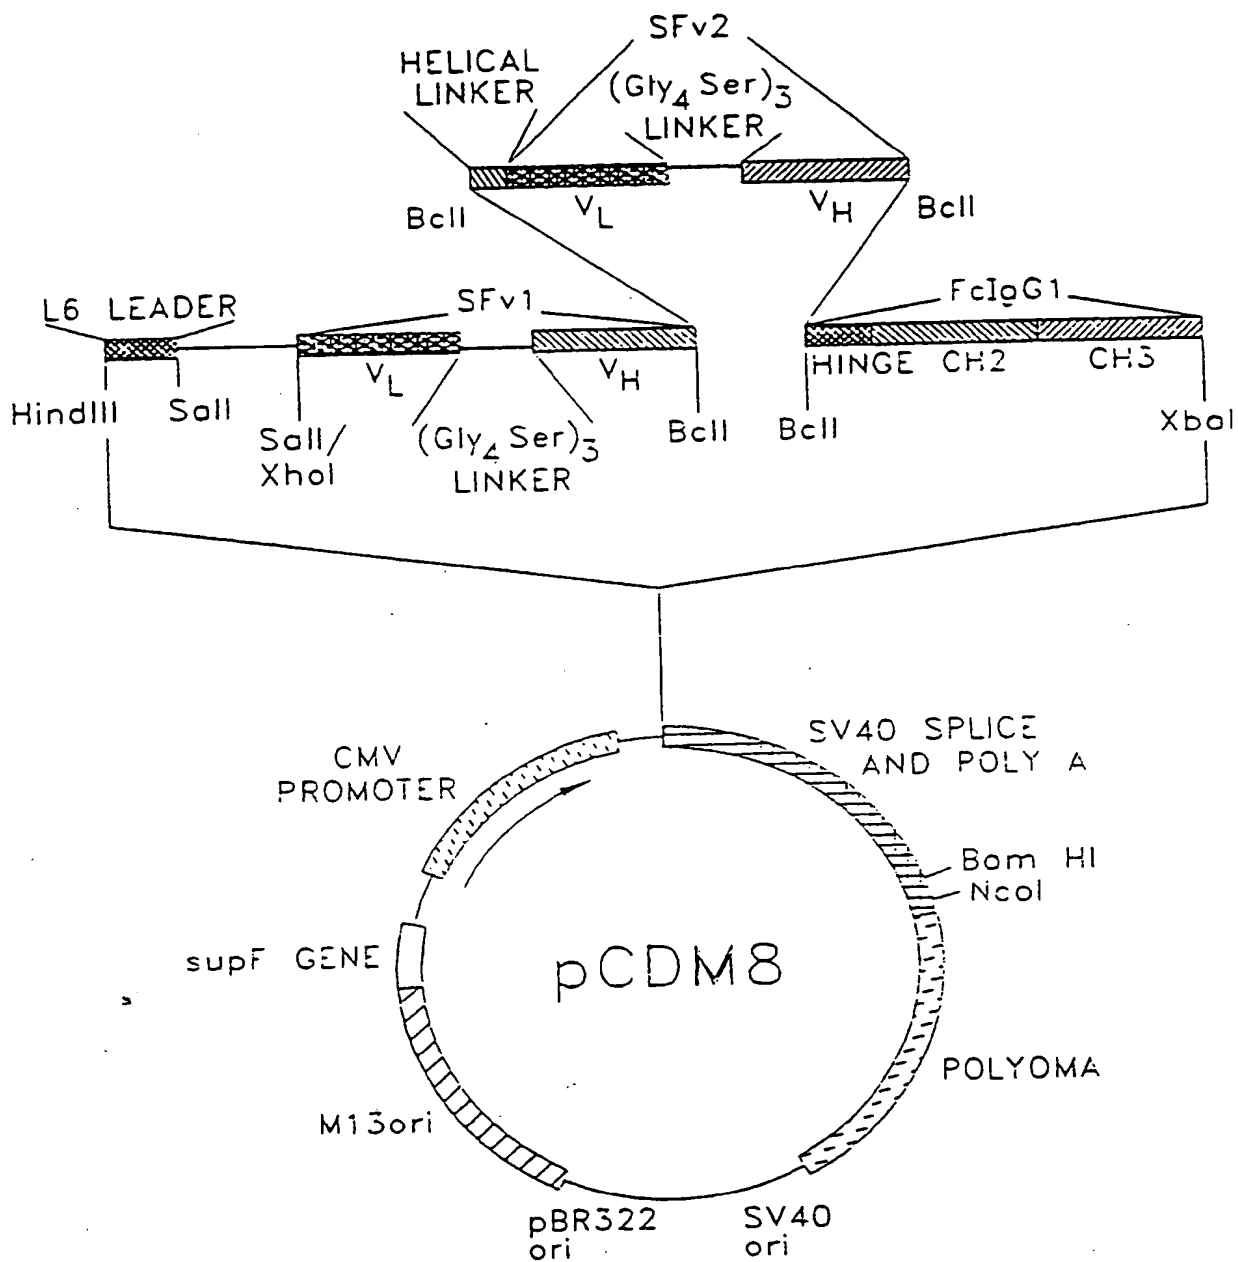 SFv2
HELICAL
LINKER
(Gly4 Ser)3
LINKER
BclI
VL
VH
BclI
L6 LEADER
SFv1
FcIgG1
VL
VH
HINGE CH2 CH3
HindIII
SalI
SalI/
XhoI
(Gly4 Ser)3
LINKER
BclI
BclI
XbaI
CMV
PROMOTER
SV40 SPLICE
AND POLY A
Bam HI
NcoI
supF GENE
pCDM8
POLYOMA
M13ori
pBR322
ori
SV40
ori